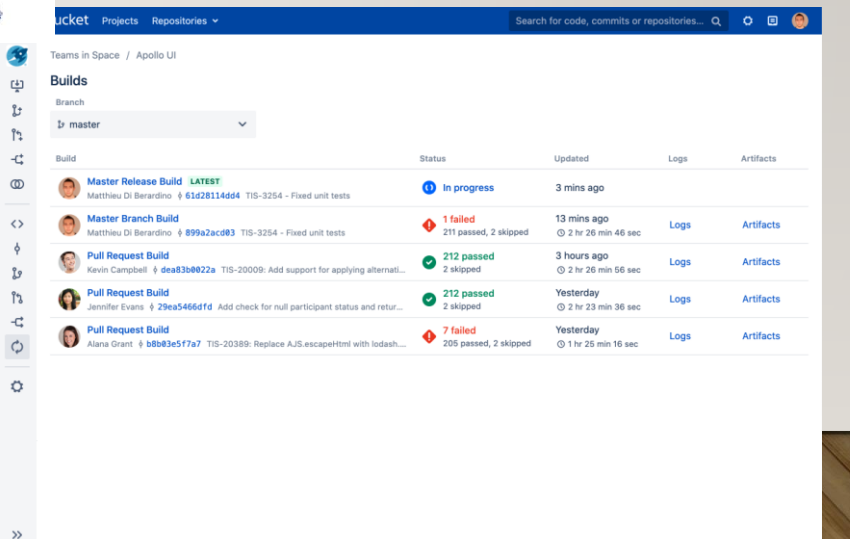 ucket Projects Repositories Search for code, commits or repositories...
Teams in Space / Apollo UI
Builds
Branch
master
Build Status Updated Logs Artifacts
Master Release Build LATEST
Matthieu Di Berardino 61d28114dd4 TIS-3254 - Fixed unit tests
In progress
3 mins ago
Master Branch Build
Matthieu Di Berardino 899a2acd03 TIS-3254 - Fixed unit tests
1 failed
211 passed, 2 skipped
13 mins ago
2 hr 26 min 46 sec
Logs
Artifacts
Pull Request Build
Kevin Campbell dea83b0022a TIS-20009: Add support for applying alternati...
212 passed
2 skipped
3 hours ago
2 hr 26 min 56 sec
Logs
Artifacts
Pull Request Build
Jennifer Evans 29ea5466dfd Add check for null participant status and retur...
212 passed
2 skipped
Yesterday
2 hr 23 min 36 sec
Logs
Artifacts
Pull Request Build
Alana Grant b8b03e5f7a7 TIS-20389: Replace AJS.escapeHtml with lodash....
7 failed
205 passed, 2 skipped
Yesterday
1 hr 25 min 16 sec
Logs
Artifacts